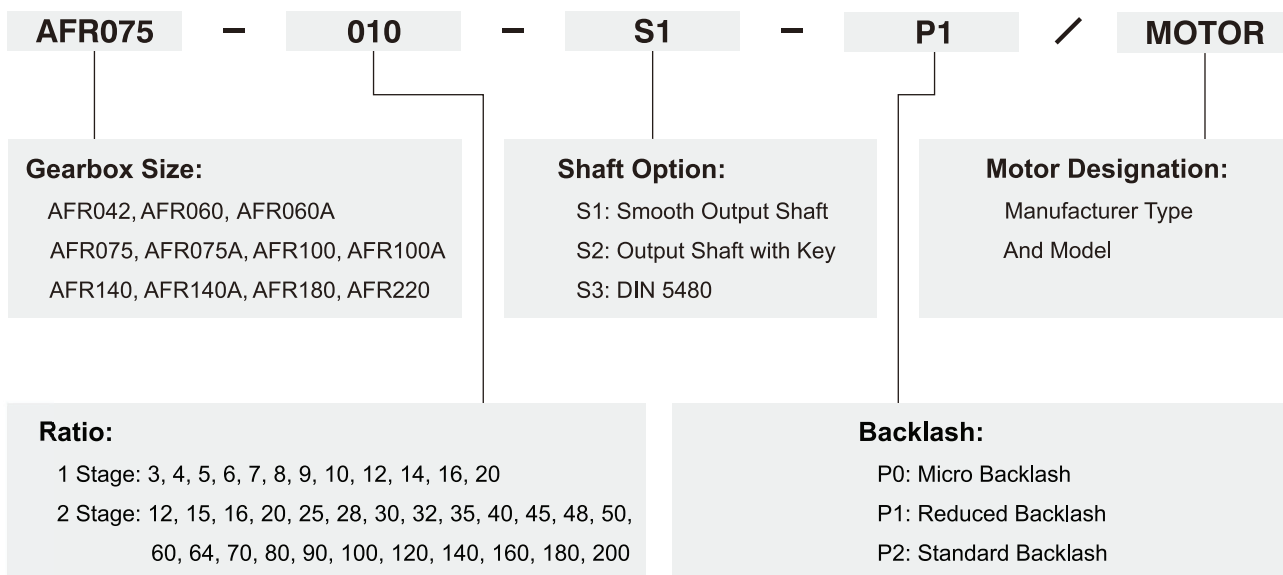 AFR075 - 010 - S1 - P1 / MOTOR
Gearbox Size:
AFR042, AFR060, AFR060A
AFR075, AFR075A, AFR100, AFR100A
AFR140, AFR140A, AFR180, AFR220
Shaft Option:
S1: Smooth Output Shaft
S2: Output Shaft with Key
S3: DIN 5480
Motor Designation:
Manufacturer Type
And Model
Ratio:
1 Stage: 3, 4, 5, 6, 7, 8, 9, 10, 12, 14, 16, 20
2 Stage: 12, 15, 16, 20, 25, 28, 30, 32, 35, 40, 45, 48, 50,
60, 64, 70, 80, 90, 100, 120, 140, 160, 180, 200
Backlash:
P0: Micro Backlash
P1: Reduced Backlash
P2: Standard Backlash